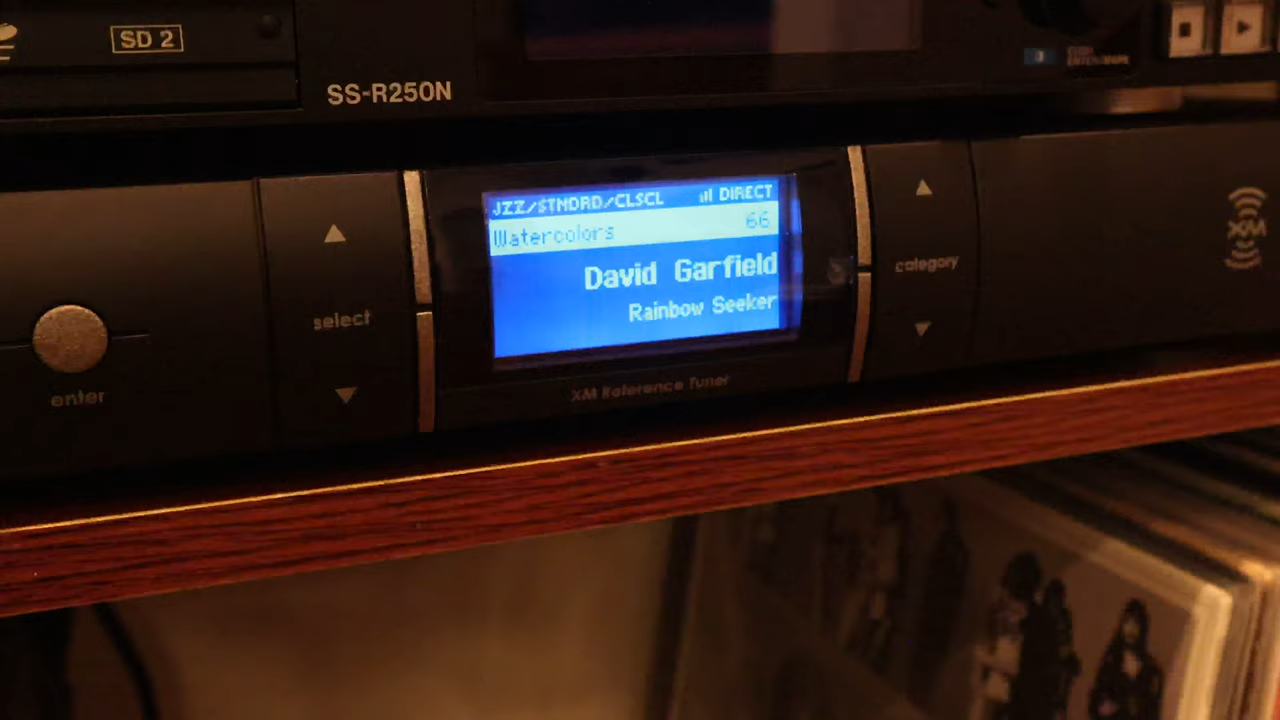 SD 2
SS-R250N
JZZ/STNDRD/CLSCL DIRECT
Watercolors 66
David Garfield
Rainbow Seeker
select
enter
category
XM
XM Reference Tuner